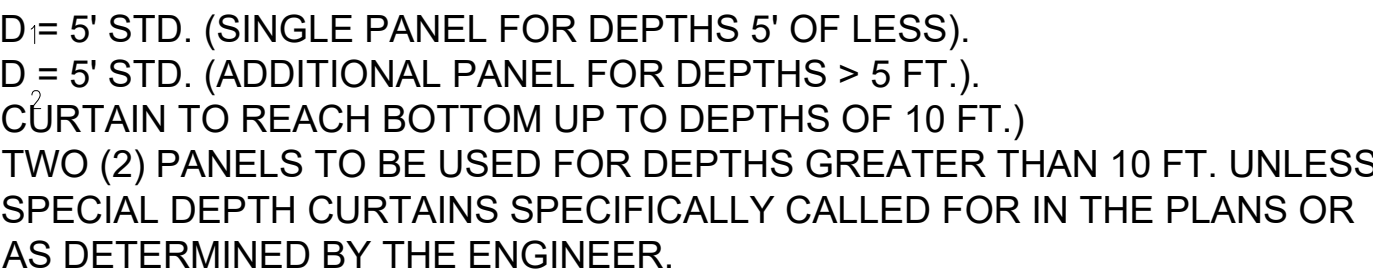 D₁= 5' STD. (SINGLE PANEL FOR DEPTHS 5' OF LESS).
D₂ = 5' STD. (ADDITIONAL PANEL FOR DEPTHS > 5 FT.).
CURTAIN TO REACH BOTTOM UP TO DEPTHS OF 10 FT.)
TWO (2) PANELS TO BE USED FOR DEPTHS GREATER THAN 10 FT. UNLESS
SPECIAL DEPTH CURTAINS SPECIFICALLY CALLED FOR IN THE PLANS OR
AS DETERMINED BY THE ENGINEER.